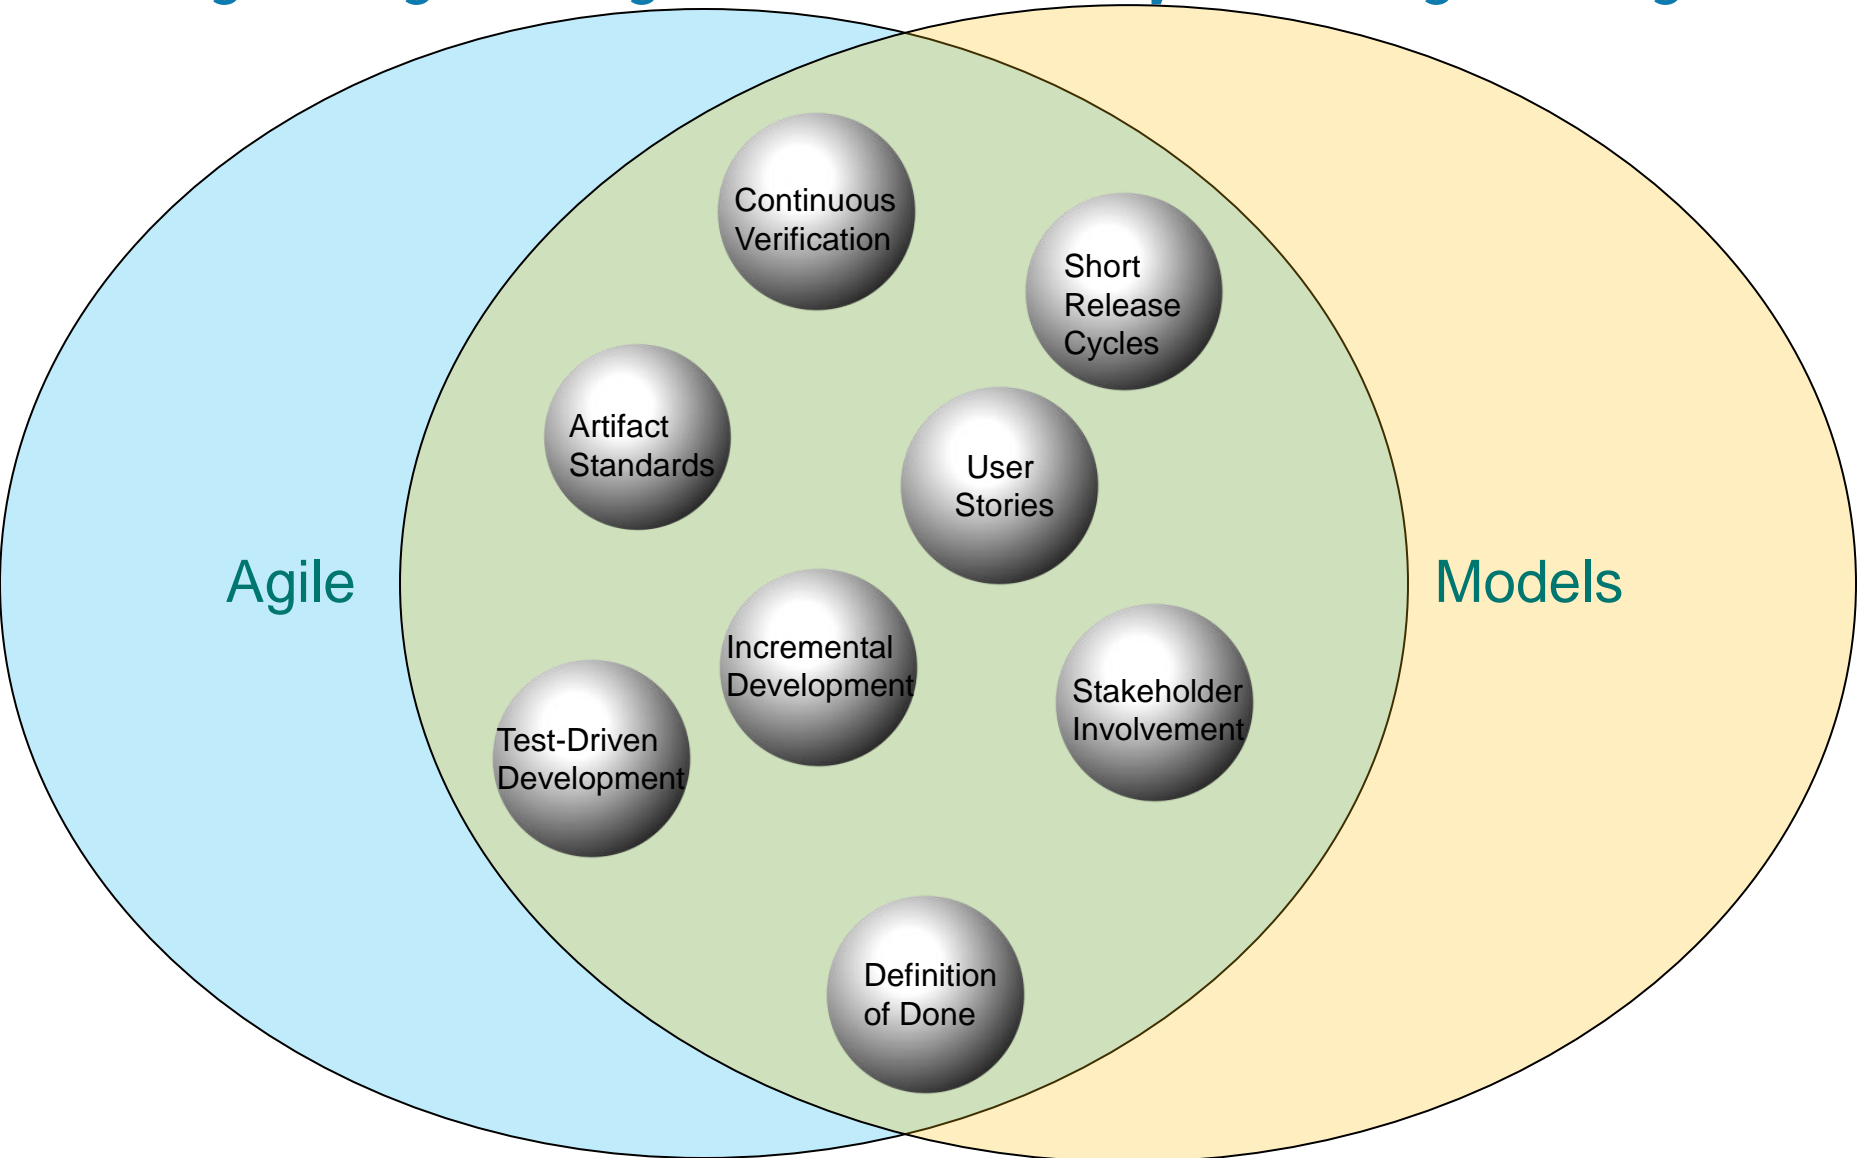 Continuous
Verification
Short
Release
Cycles
Artifact
Standards
User
Stories
Agile
Models
Incremental
Development
Stakeholder
Involvement
Test-Driven
Development
Definition
of Done